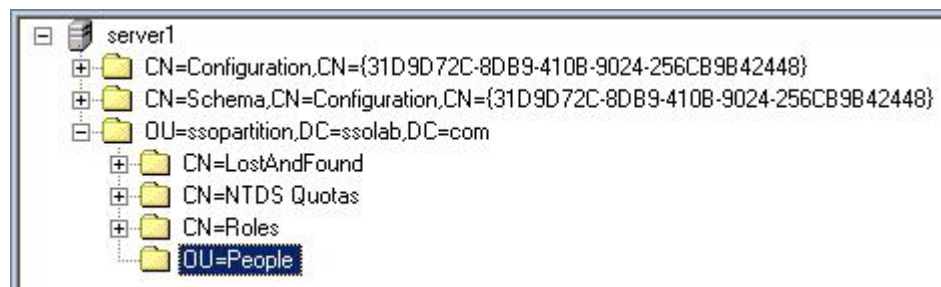 server1
CN=Configuration,CN={31D9D72C-8DB9-410B-9024-256CB9B42448}
CN=Schema,CN=Configuration,CN={31D9D72C-8DB9-410B-9024-256CB9B42448}
OU=ssopartition,DC=ssolab,DC=com
CN=LostAndFound
CN=NTDS Quotas
CN=Roles
OU=People